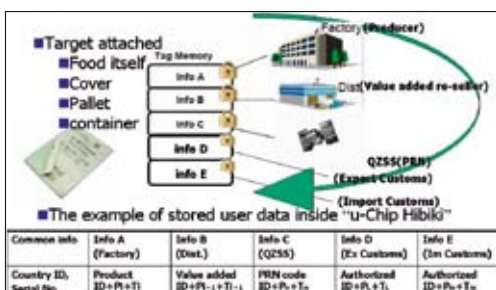 Factory(Producer)
■Target attached
■Food itself
■Cover
■Pallet
■container
Tag Memory
Info A
Info B
Info C
info D
info E
Dist(Value added re-seller)
QZSS(PRN)
(Export Customs)
(Import Customs)
■The example of stored user data inside "u-Chip Hibiki"
Common info Info A Info B Info C Info D Info E
(Factory) (Dist.) (QZSS) (Ex Customs) (Im Customs)
Country ID, Product Value added PRN code Authorized Authorized
Serial No.